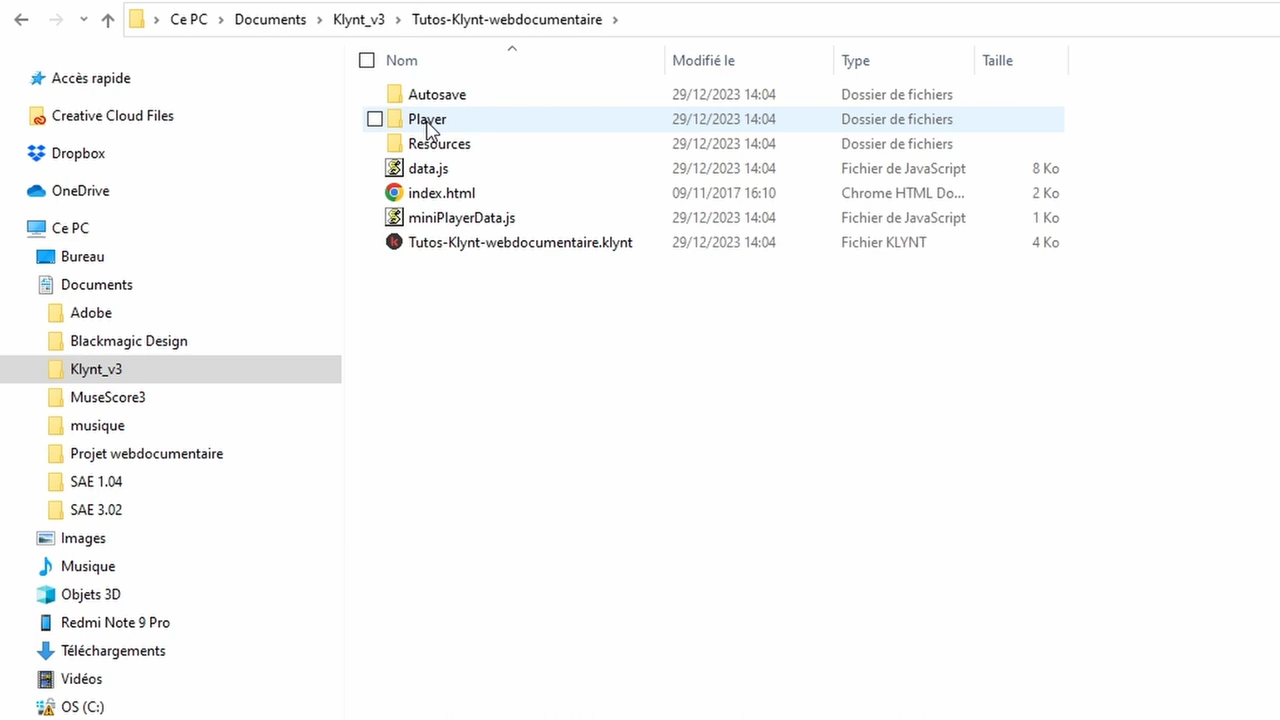 Ce PC > Documents > Klynt_v3 > Tutos-Klynt-webdocumentaire >
Nom Modifié le Type Taille
Accès rapide
Creative Cloud Files
Dropbox
OneDrive
Ce PC
Bureau
Documents
Adobe
Blackmagic Design
Klynt_v3
MuseScore3
musique
Projet webdocumentaire
SAE 1.04
SAE 3.02
Images
Musique
Objets 3D
Redmi Note 9 Pro
Téléchargements
Vidéos
OS (C:)
Autosave 29/12/2023 14:04 Dossier de fichiers
Player 29/12/2023 14:04 Dossier de fichiers
Resources 29/12/2023 14:04 Dossier de fichiers
data.js 29/12/2023 14:04 Fichier de JavaScript 8 Ko
index.html 09/11/2017 16:10 Chrome HTML Do... 2 Ko
miniPlayerData.js 29/12/2023 14:04 Fichier de JavaScript 1 Ko
Tutos-Klynt-webdocumentaire.klynt 29/12/2023 14:04 Fichier KLYNT 4 Ko